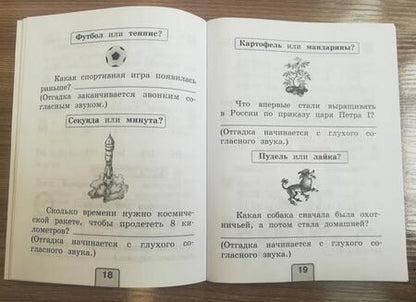 Футбол или теннис?
Какая спортивная игра появилась
раньше?
(Отгадка заканчивается звонким со-
гласным звуком.)
Секунда или минута?
Сколько времени нужно космиче-
ской ракете, чтобы пролететь 8 ки-
лометров?
(Отгадка начинается с глухого со-
гласного звука.)
18
Картофель или мандарины?
Что впервые стали выращивать
в России по приказу царя Петра I?
(Отгадка начинается с глухого со-
гласного звука.)
Пудель или лайка?
Какая собака сначала была охот-
ничьей, а потом стала домашней?
(Отгадка начинается с глухого со-
гласного звука.)
19